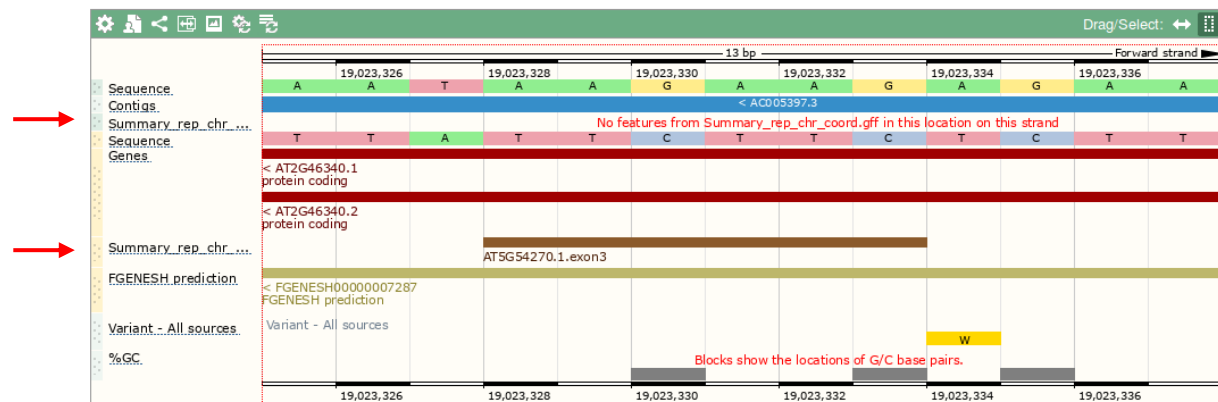 Drag/Select:
13 bp Forward strand
19,023,326 19,023,328 19,023,330 19,023,332 19,023,334 19,023,336
Sequence A A T A A G A A G A G A A
Contigs < AC005397.3
Summary_rep_chr_... No features from Summary_rep_chr_coord.gff in this location on this strand
Sequence T T A T T C T T C T C T T
Genes
< AT2G46340.1
protein coding
< AT2G46340.2
protein coding
Summary_rep_chr_...
AT5G54270.1.exon3
FGENESH prediction
< FGENESH00000007287
FGENESH prediction
Variant - All sources Variant - All sources
W
%GC Blocks show the locations of G/C base pairs.
19,023,326 19,023,328 19,023,330 19,023,332 19,023,334 19,023,336